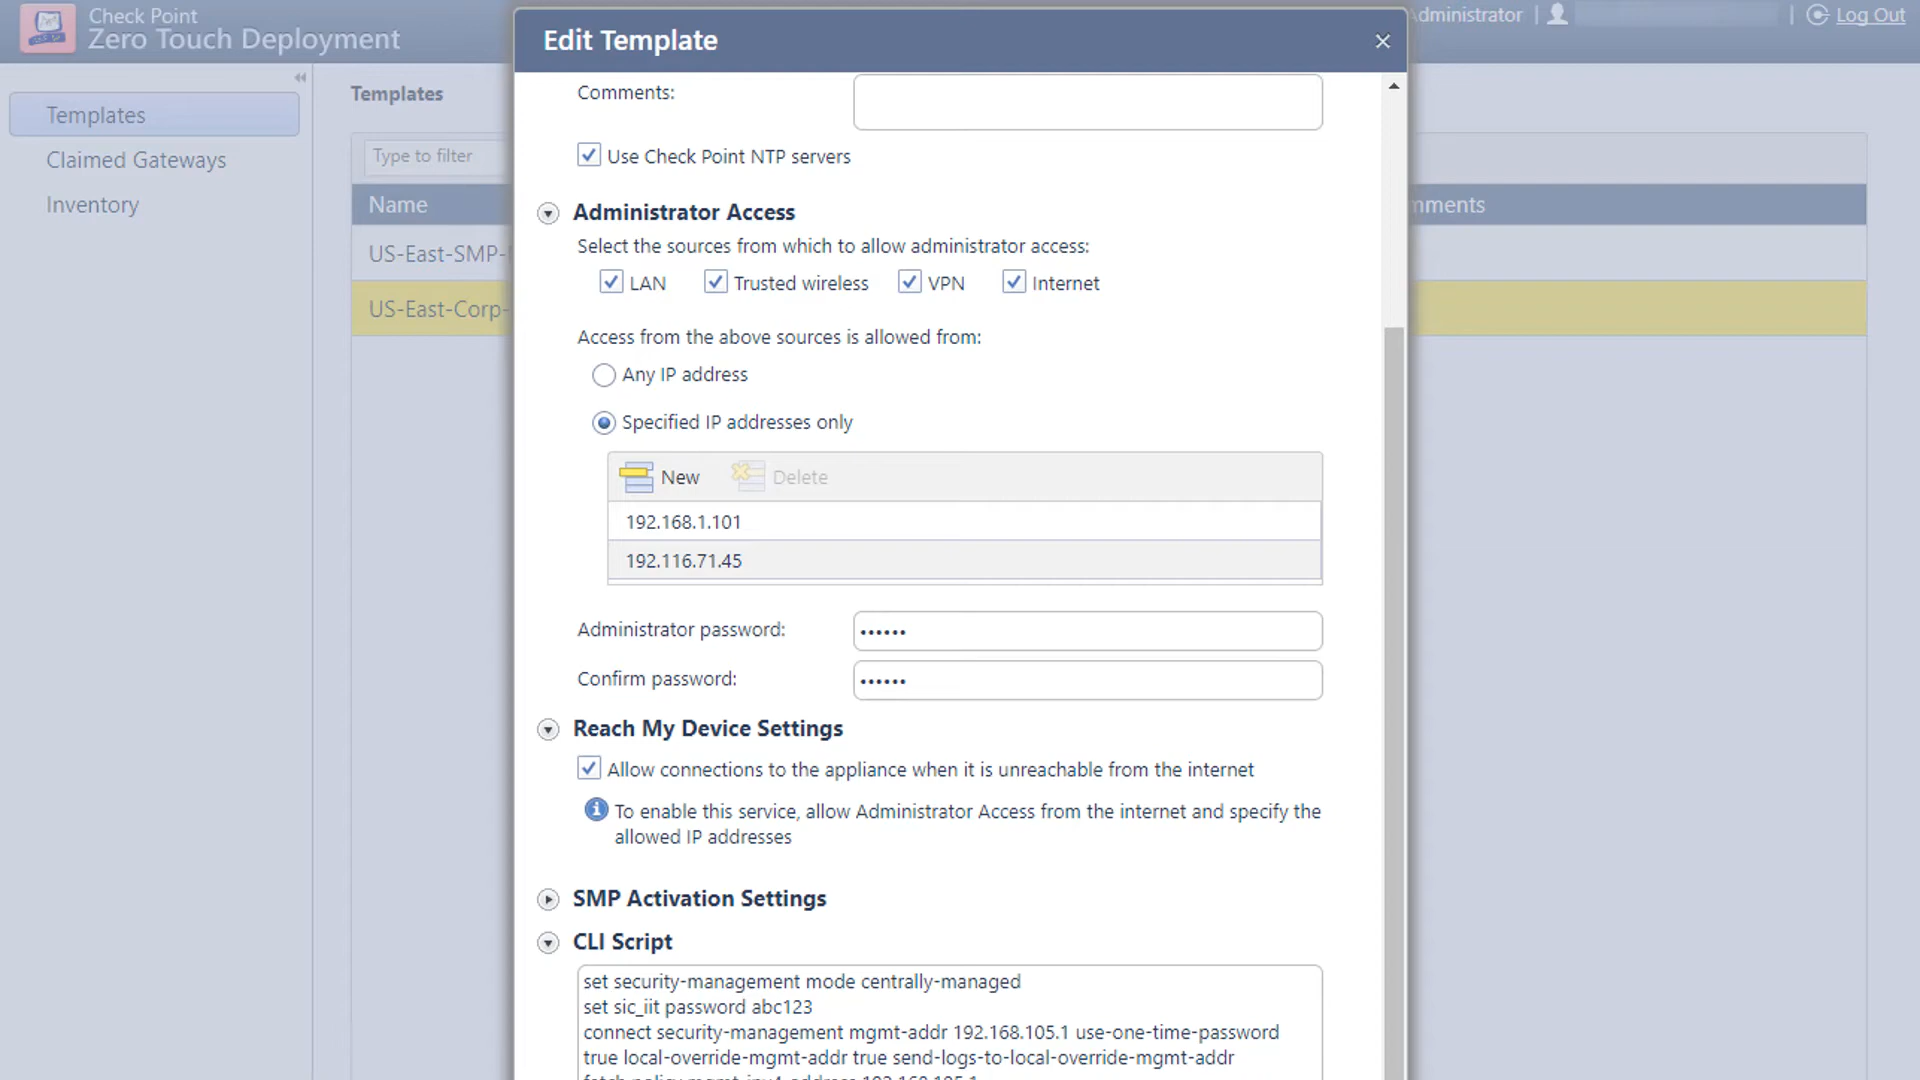 Check Point
Zero Touch Deployment
Administrator
Log Out
Templates
Claimed Gateways
Inventory
Templates
Type to filter
Name
mments
US-East-SMP-
US-East-Corp-
Edit Template
Comments:
Use Check Point NTP servers
Administrator Access
Select the sources from which to allow administrator access:
LAN Trusted wireless VPN Internet
Access from the above sources is allowed from:
Any IP address
Specified IP addresses only
New Delete
192.168.1.101
192.116.71.45
Administrator password: ••••••
Confirm password: ••••••
Reach My Device Settings
Allow connections to the appliance when it is unreachable from the internet
To enable this service, allow Administrator Access from the internet and specify the
allowed IP addresses
SMP Activation Settings
CLI Script
set security-management mode centrally-managed
set sic_iit password abc123
connect security-management mgmt-addr 192.168.105.1 use-one-time-password
true local-override-mgmt-addr true send-logs-to-local-override-mgmt-addr